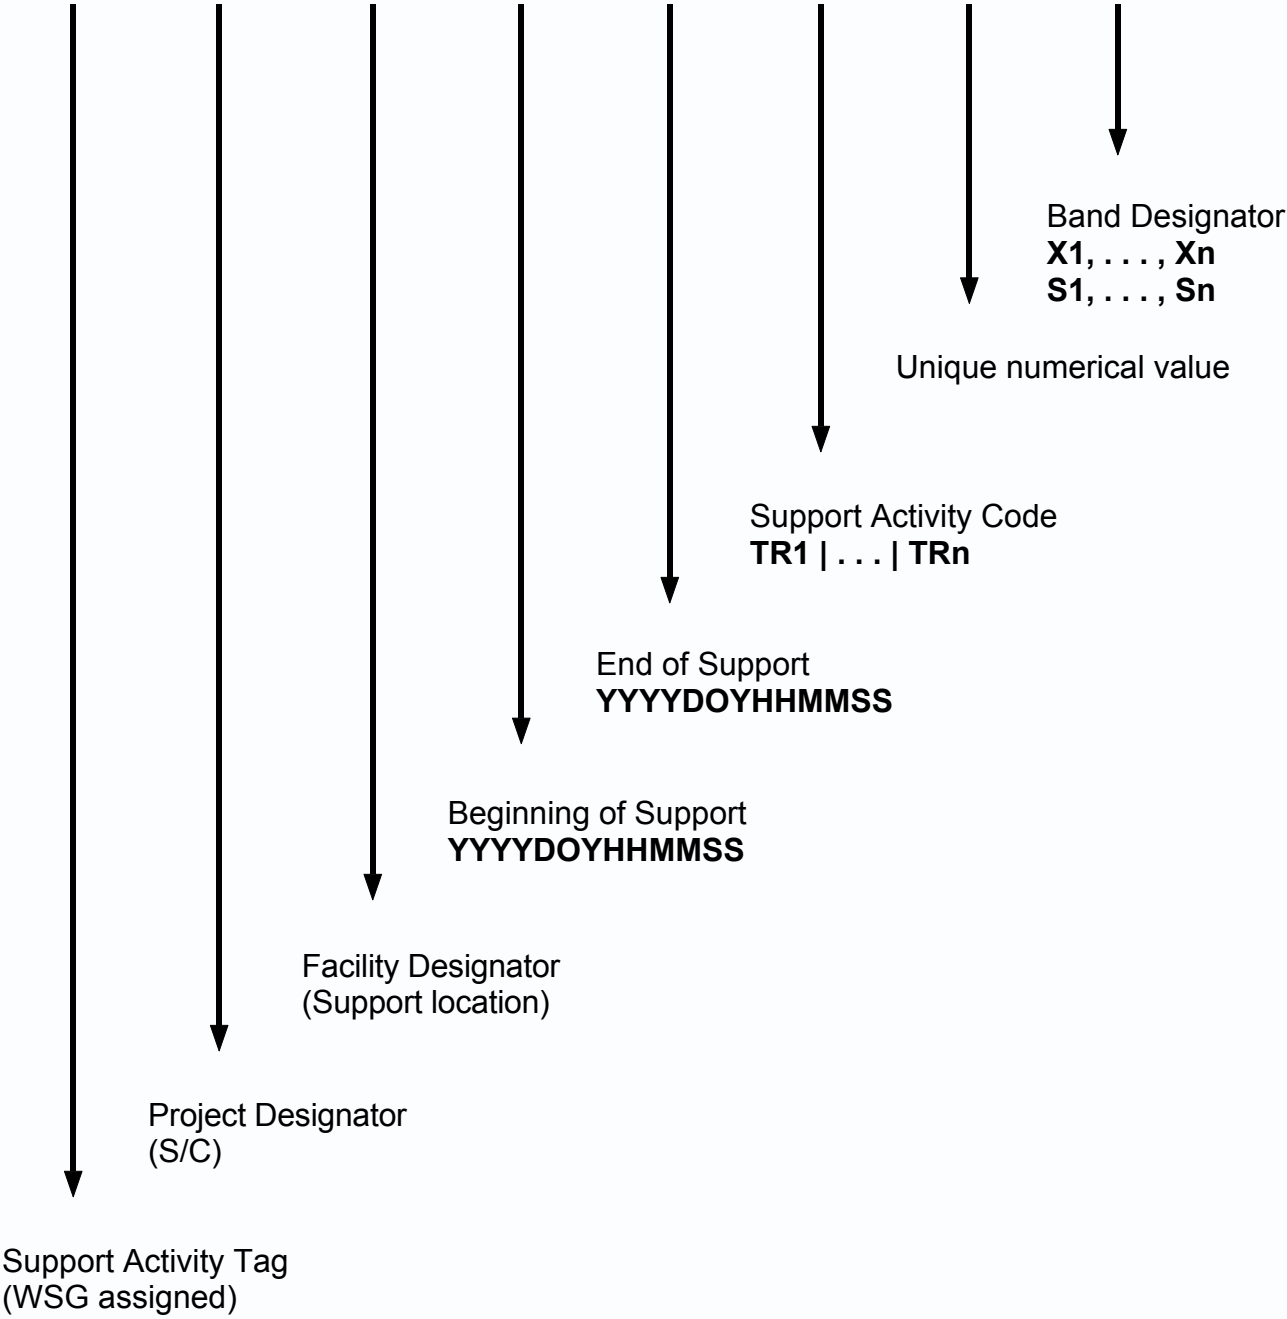 Band Designator
X1, . . . , Xn
S1, . . . , Sn
Unique numerical value
Support Activity Code
TR1 | . . . | TRn
End of Support
YYYYDOYHHMMSS
Beginning of Support
YYYYDOYHHMMSS
Facility Designator
(Support location)
Project Designator
(S/C)
Support Activity Tag
(WSG assigned)